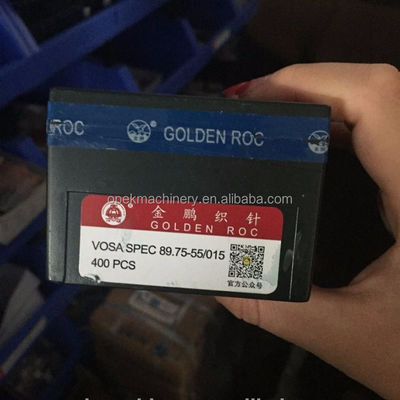 ROC GOLDEN ROC
opekmachinery.en.alibaba.com
金鹏织针
GOLDEN ROC
VOSA SPEC 89.75-55/015
400 PCS
官方公众号